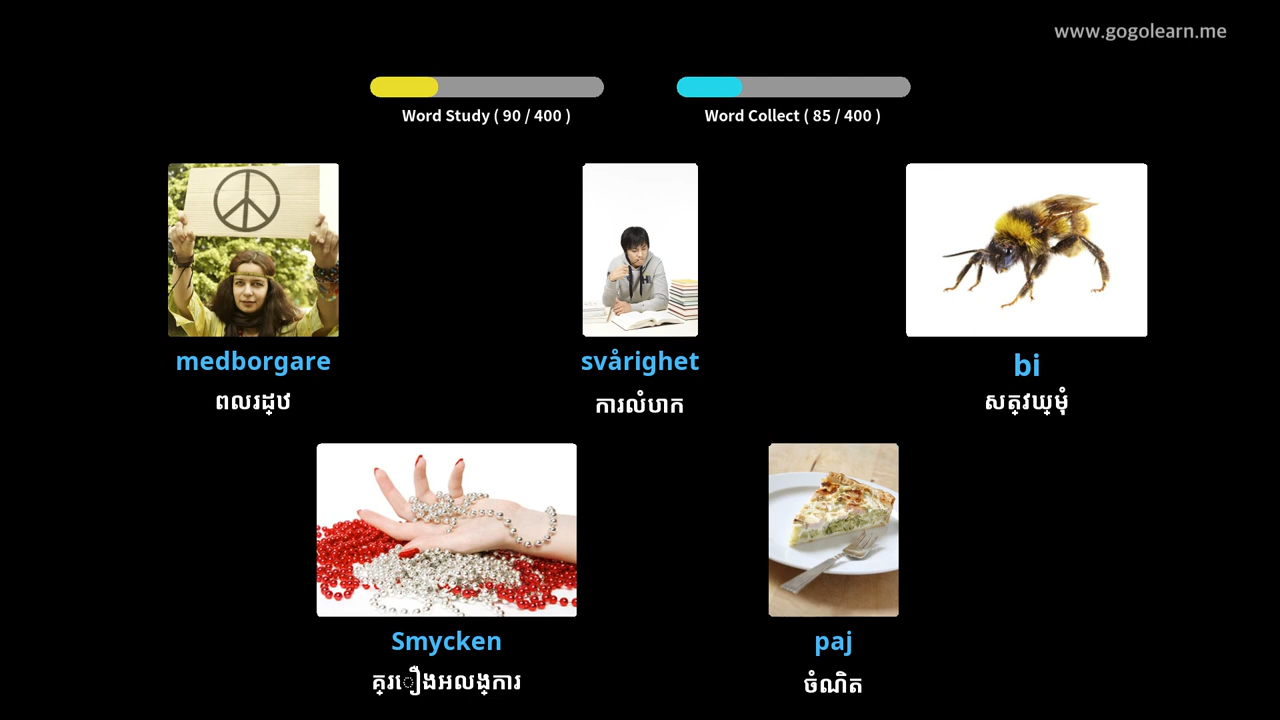 www.gogolearn.me
Word Study ( 90 / 400 )
Word Collect ( 85 / 400 )
medborgare
ពលរដ្ឋ
svårighet
ការលំបាក
bi
សត្វឃ្មុំ
Smycken
គ្រឿងអលង្ការ
paj
ចំណិត